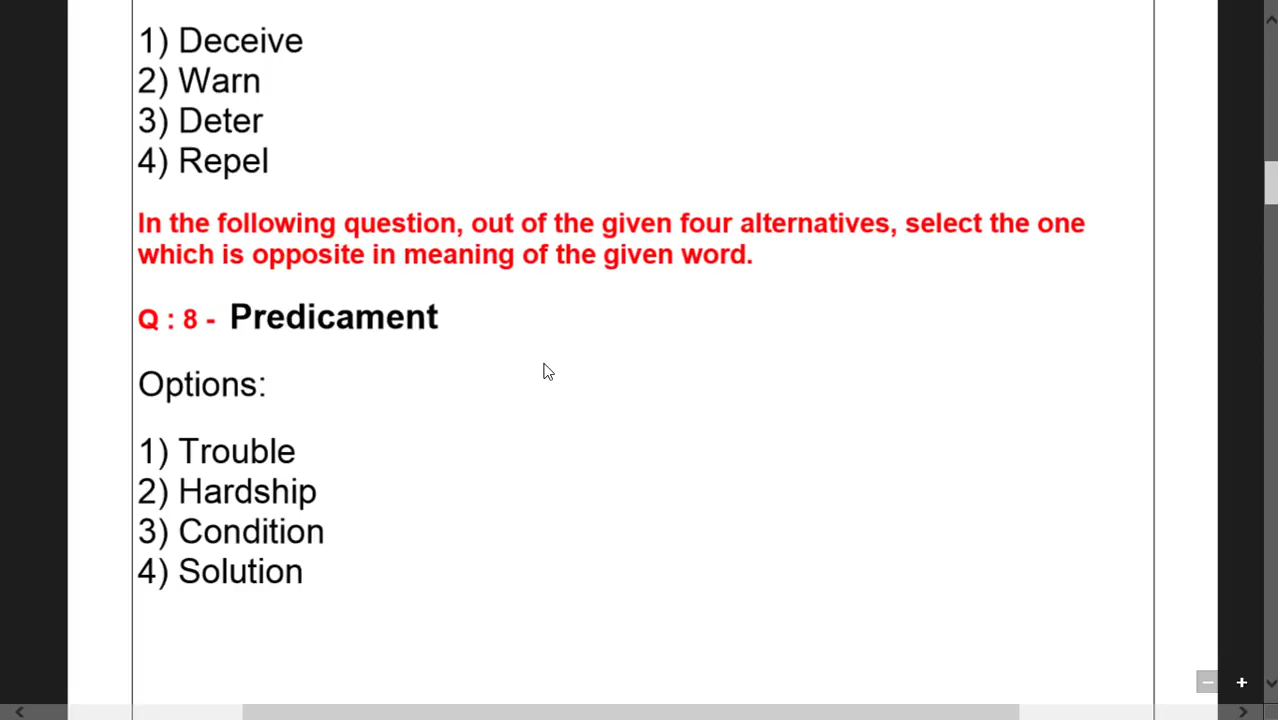 1) Deceive
2) Warn
3) Deter
4) Repel
In the following question, out of the given four alternatives, select the one
which is opposite in meaning of the given word.
Q : 8 - Predicament
Options:
1) Trouble
2) Hardship
3) Condition
4) Solution